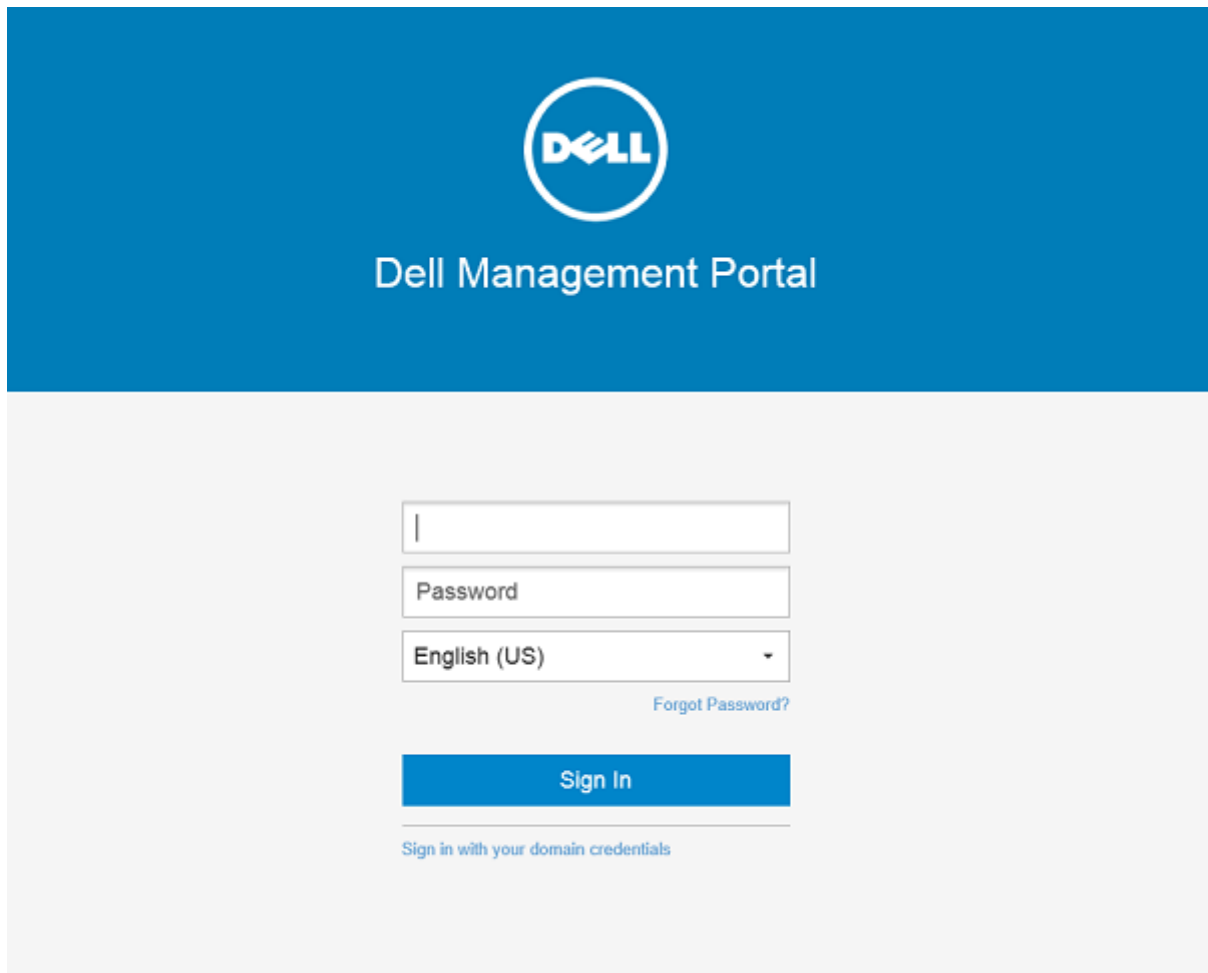 DELL
Dell Management Portal
Password
English (US)
Forgot Password?
Sign In
Sign in with your domain credentials